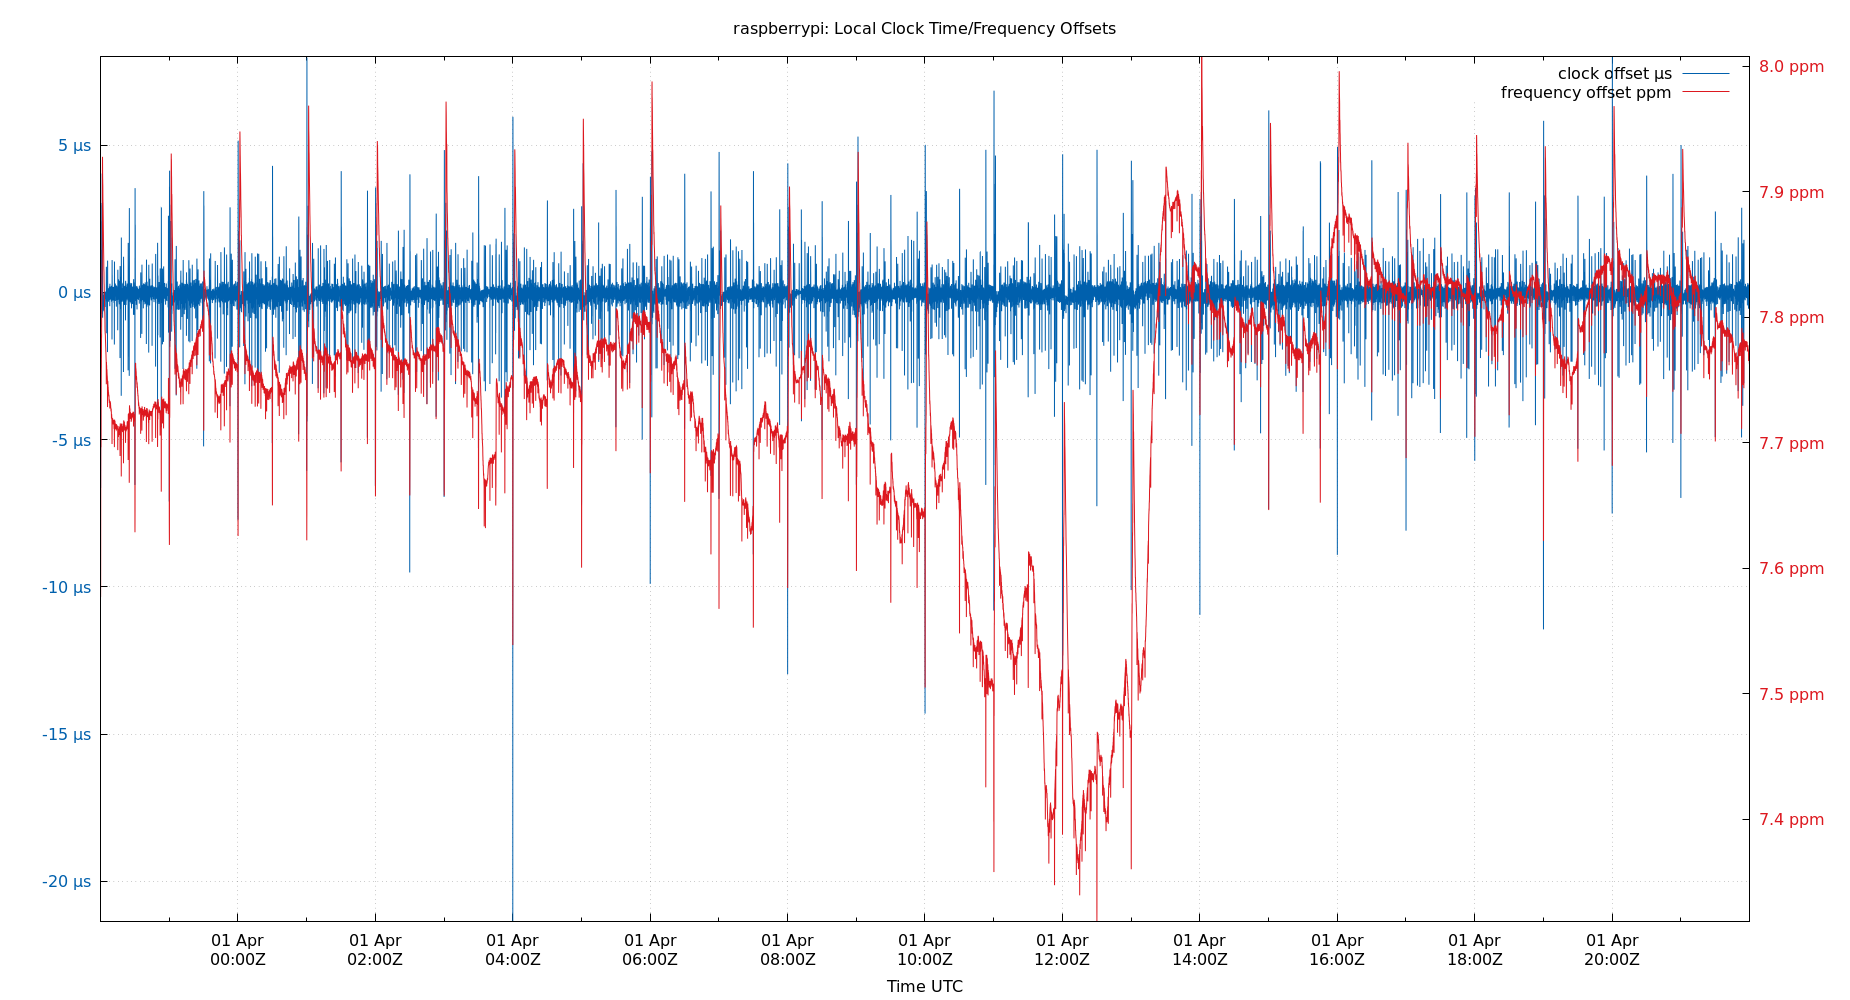 raspberrypi: Local Clock Time/Frequency Offsets
clock offset µs
frequency offset ppm
5 µs
0 µs
-5 µs
-10 µs
-15 µs
-20 µs
8.0 ppm
7.9 ppm
7.8 ppm
7.7 ppm
7.6 ppm
7.5 ppm
7.4 ppm
01 Apr 01 Apr 01 Apr 01 Apr 01 Apr 01 Apr 01 Apr 01 Apr 01 Apr 01 Apr 01 Apr
00:00Z 02:00Z 04:00Z 06:00Z 08:00Z 10:00Z 12:00Z 14:00Z 16:00Z 18:00Z 20:00Z
Time UTC